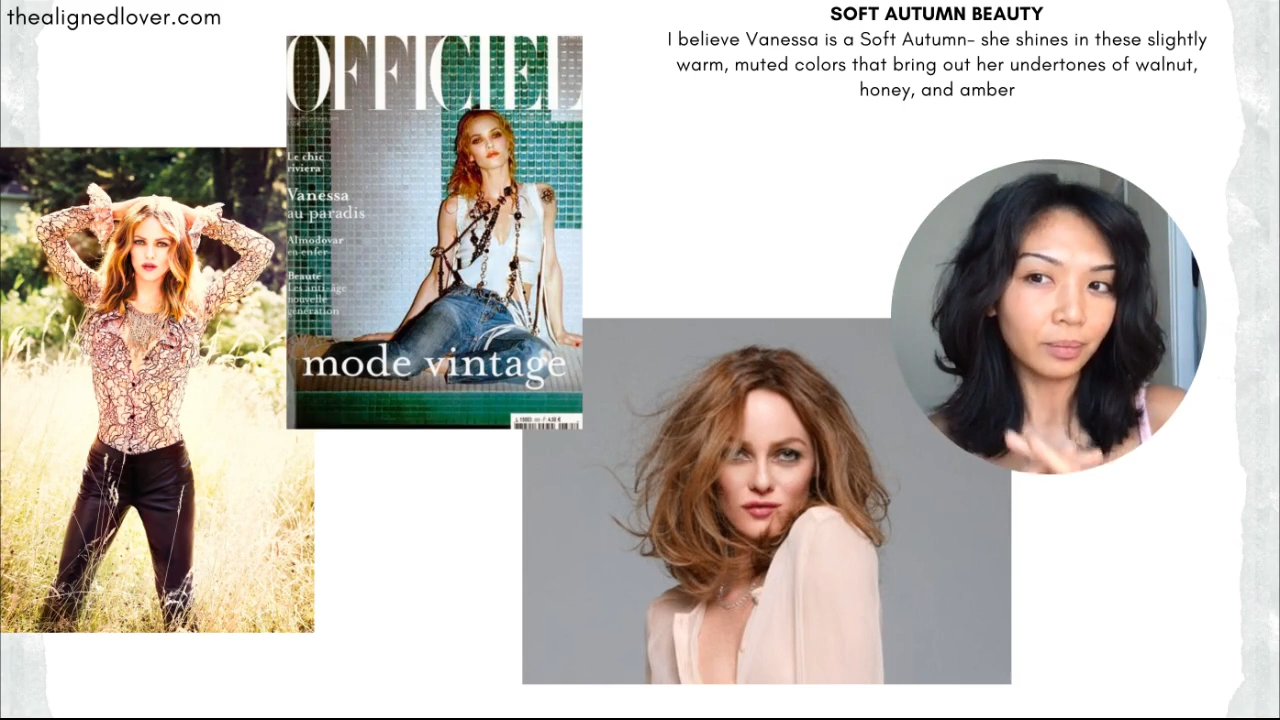 thealignedlover.com
SOFT AUTUMN BEAUTY
I believe Vanessa is a Soft Autumn- she shines in these slightly
warm, muted colors that bring out her undertones of walnut,
honey, and amber
OFFICIEL
Le chic
riviera
Vanessa
au paradis
Almodovar
en enfer
Beauté
Les anti-âge
nouvelle
génération
mode vintage